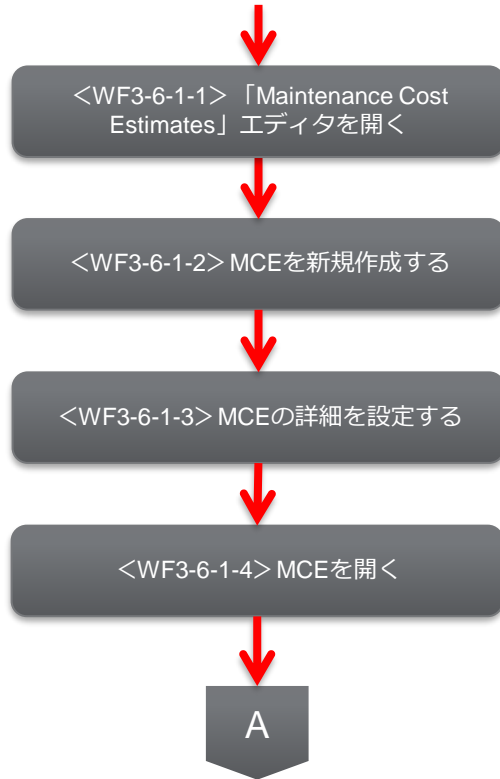 <WF3-6-1-1>「Maintenance Cost
Estimates」エディタを開く
<WF3-6-1-2>MCEを新規作成する
<WF3-6-1-3>MCEの詳細を設定する
<WF3-6-1-4>MCEを開く
A